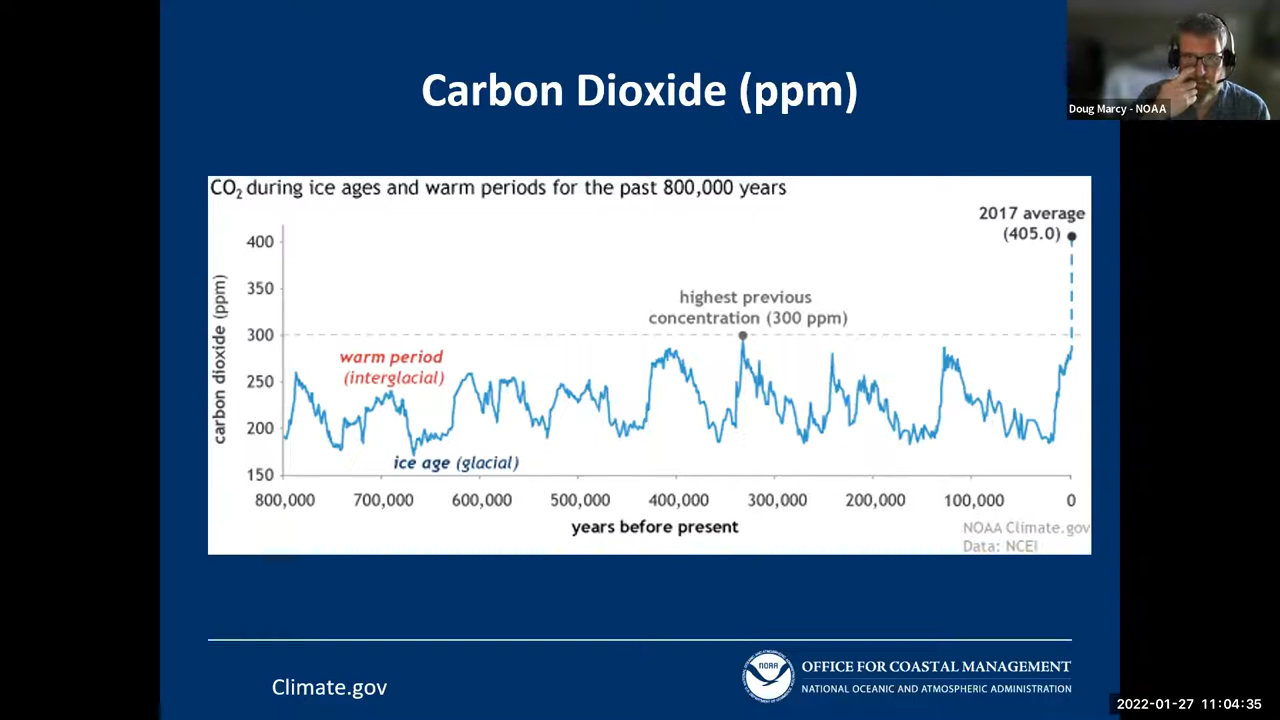 Carbon Dioxide (ppm)
Doug Marcy - NOAA
CO2 during ice ages and warm periods for the past 800,000 years
2017 average
(405.0)
400
350
300
250
200
150
carbon dioxide (ppm)
highest previous
concentration (300 ppm)
warm period
(interglacial)
ice age (glacial)
800,000 700,000 600,000 500,000 400,000 300,000 200,000 100,000 0
years before present
NOAA Climate.gov
Data: NCEI
Climate.gov
NOAA
OFFICE FOR COASTAL MANAGEMENT
NATIONAL OCEANIC AND ATMOSPHERIC ADMINISTRATION
2022-01-27 11:04:35